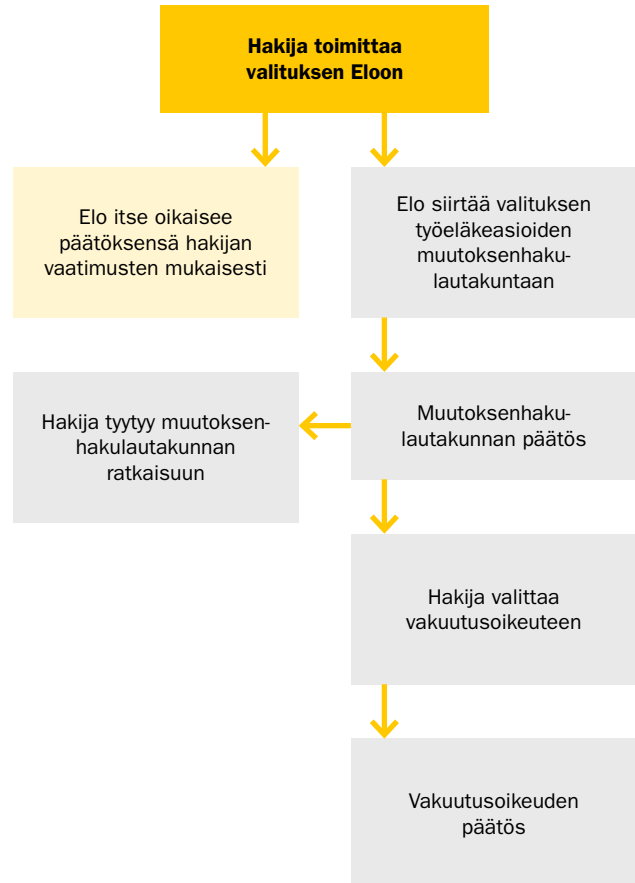 Hakija toimittaa
valituksen Eloon
Elo itse oikaisee
päätöksensä hakijan
vaatimusten mukaisesti
Elo siirtää valituksen
työeläkeasioiden
muutoksenhaku-
lautakuntaan
Hakija tyytyy muutoksen-
hakulautakunnan
ratkaisuun
Muutoksenhaku-
lautakunnan päätös
Hakija valittaa
vakuutusoikeuteen
Vakuutusoikeuden
päätös